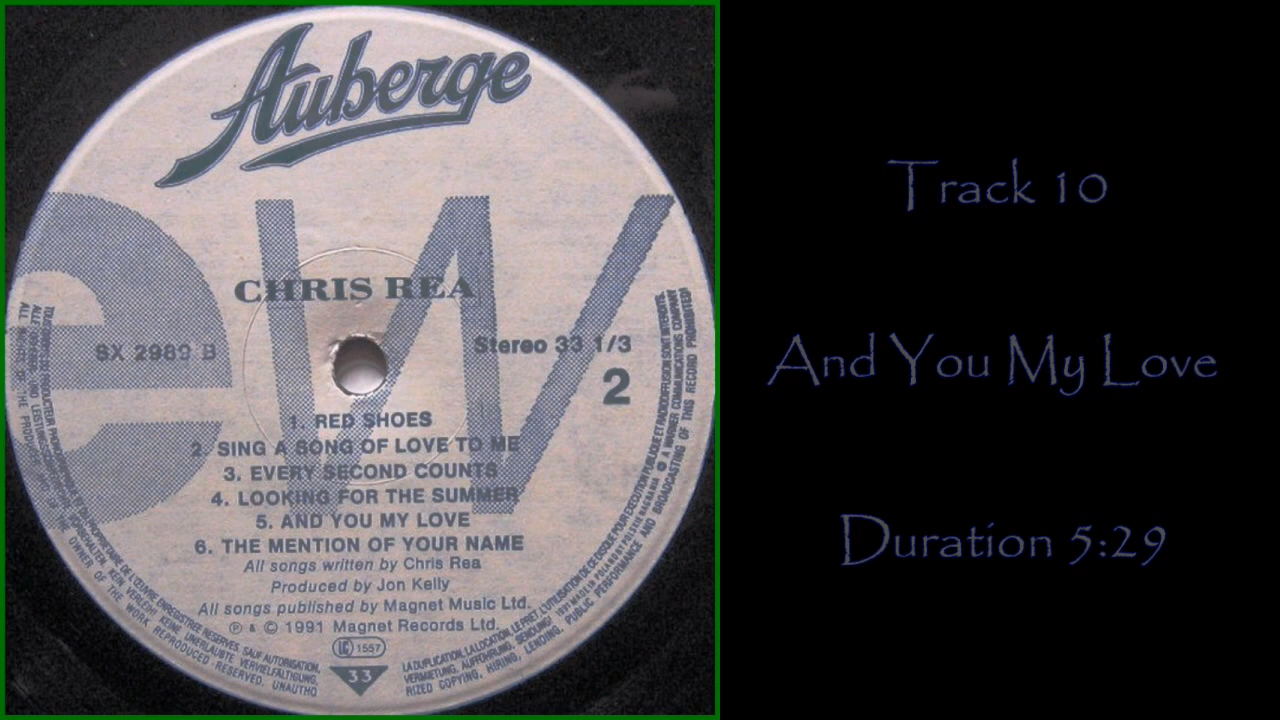 Auberge
ew
CHRIS REA
SX 2989 B
Stereo 33 1/3
2
1. RED SHOES
2. SING A SONG OF LOVE TO ME
3. EVERY SECOND COUNTS
4. LOOKING FOR THE SUMMER
5. AND YOU MY LOVE
6. THE MENTION OF YOUR NAME
All songs written by Chris Rea
Produced by Jon Kelly
All songs published by Magnet Music Ltd.
℗ & © 1991 Magnet Records Ltd.
LC 1557
33
Track 10
And You My Love
Duration 5:29